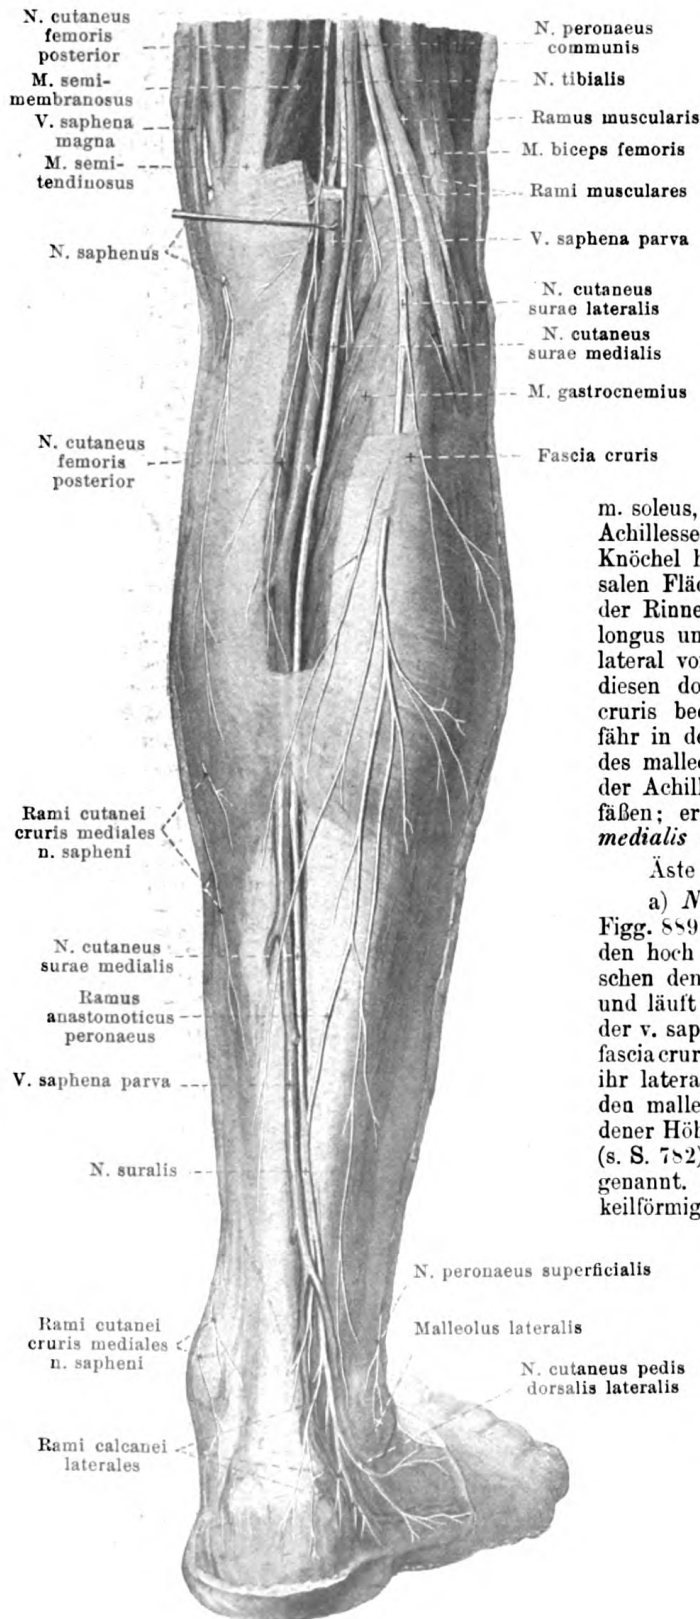 N. cutaneus
femoris
posterior
M. semi-
membranosus
V. saphena
magna
M. semi-
tendinosus
N. saphenus
N. cutaneus
femoris
posterior
Rami cutanei
cruris mediales
n. sapheni
N. cutaneus
surae medialis
Ramus
anastomoticus
peronaeus
V. saphena parva
N. suralis
Rami cutanei
cruris mediales
n. sapheni
Rami calcanei
laterales
N. peronaeus
communis
N. tibialis
Ramus muscularis
M. biceps femoris
Rami musculares
V. saphena parva
N. cutaneus
surae lateralis
N. cutaneus
surae medialis
M. gastrocnemius
Fascia cruris
m. soleus,
Achillesse
Knöchel h
salen Fläc
der Rinne
longus un
lateral vo
diesen do
cruris bed
fähr in de
des malleo
der Achill
fäßen; er
medialis
Äste
a) N
Figg. 889
den hoch
schen den
und läuft
der v. sap
fascia crur
ihr latera
den malle
dener Höh
(s. S. 782)
genannt.
keilförmig
N. peronaeus superficialis
Malleolus lateralis
N. cutaneus pedis
dorsalis lateralis